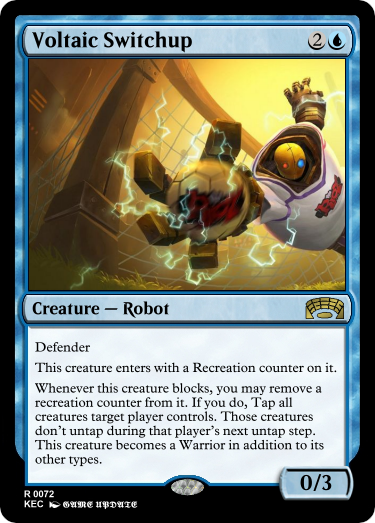 Voltaic Switchup 2
Creature — Robot
Defender
This creature enters with a Recreation counter on it.
Whenever this creature blocks, you may remove a
recreation counter from it. If you do, Tap all
creatures target player controls. Those creatures
don't untap during that player's next untap step.
This creature becomes a Warrior in addition to its
other types.
0/3
R 0072
KEC GAME UPDATE